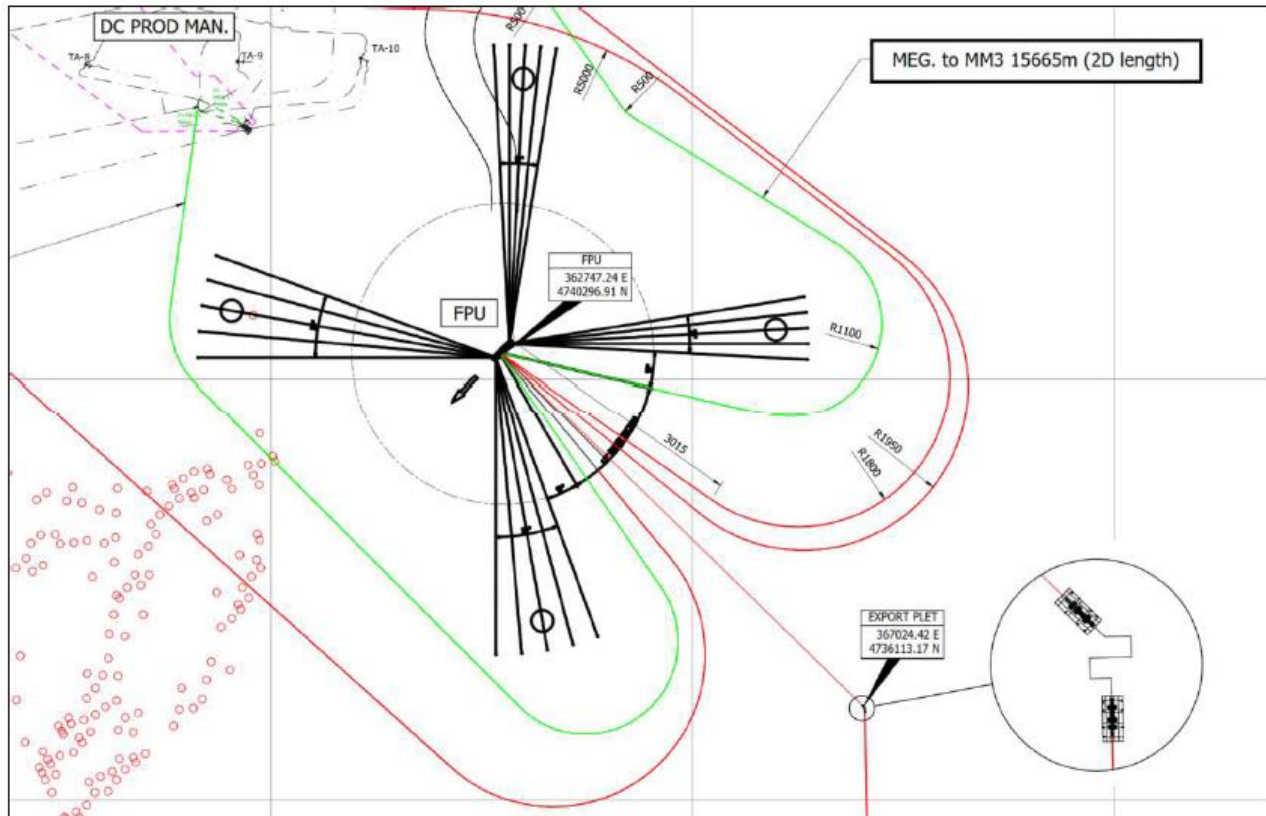 DC PROD MAN.
TA-8
TA-9
TA-10
R500
R5000
R500
MEG. to MM3 15665m (2D length)
FPU
362747.24 E
4740296.91 N
FPU
R1100
3015
R1950
R1800
EXPORT PLET
367024.42 E
4736113.17 N